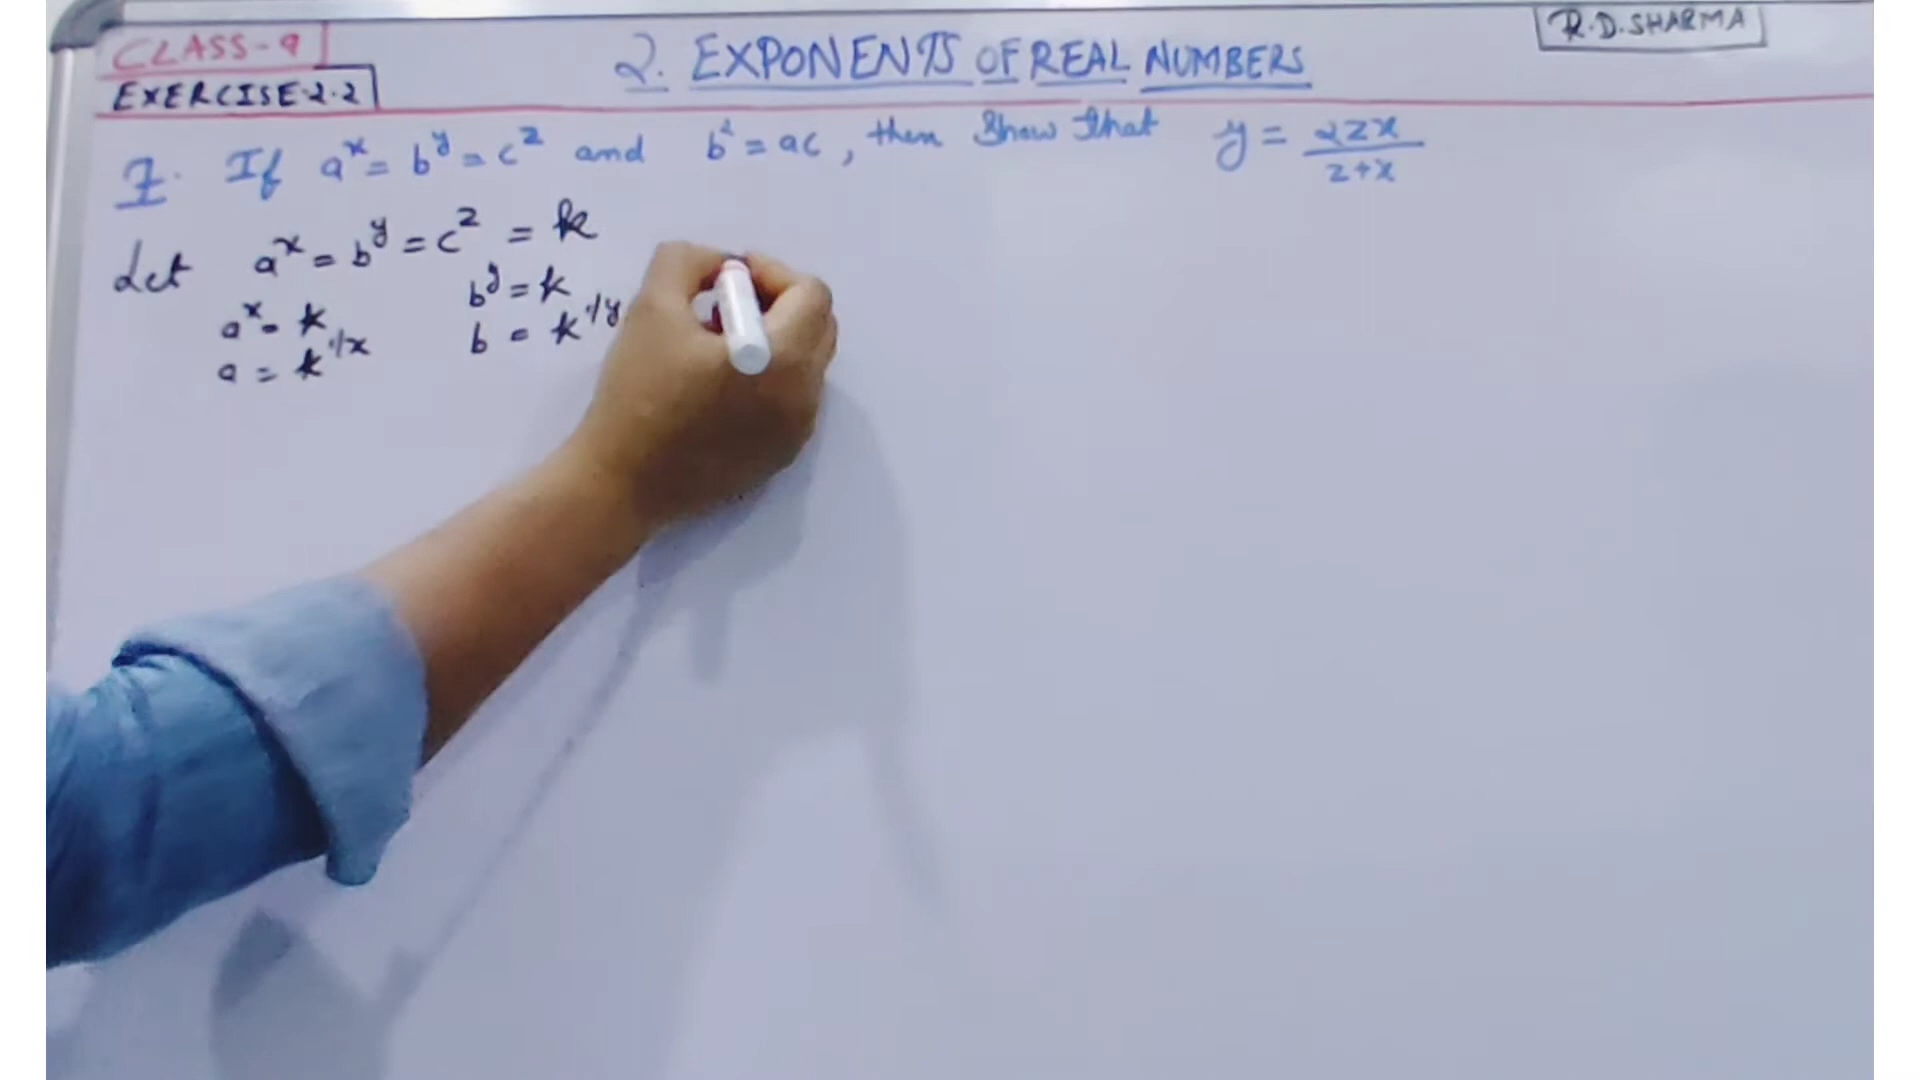 CLASS-9
EXERCISE-2.2
2. EXPONENTS OF REAL NUMBERS
R.D.SHARMA
7. If a^x = b^y = c^z and b² = ac, then Show that y = 2zx/z+x
Let a^x = b^y = c^z = k
a^x = k
a = k^1/x
b^y = k
b = k^1/y